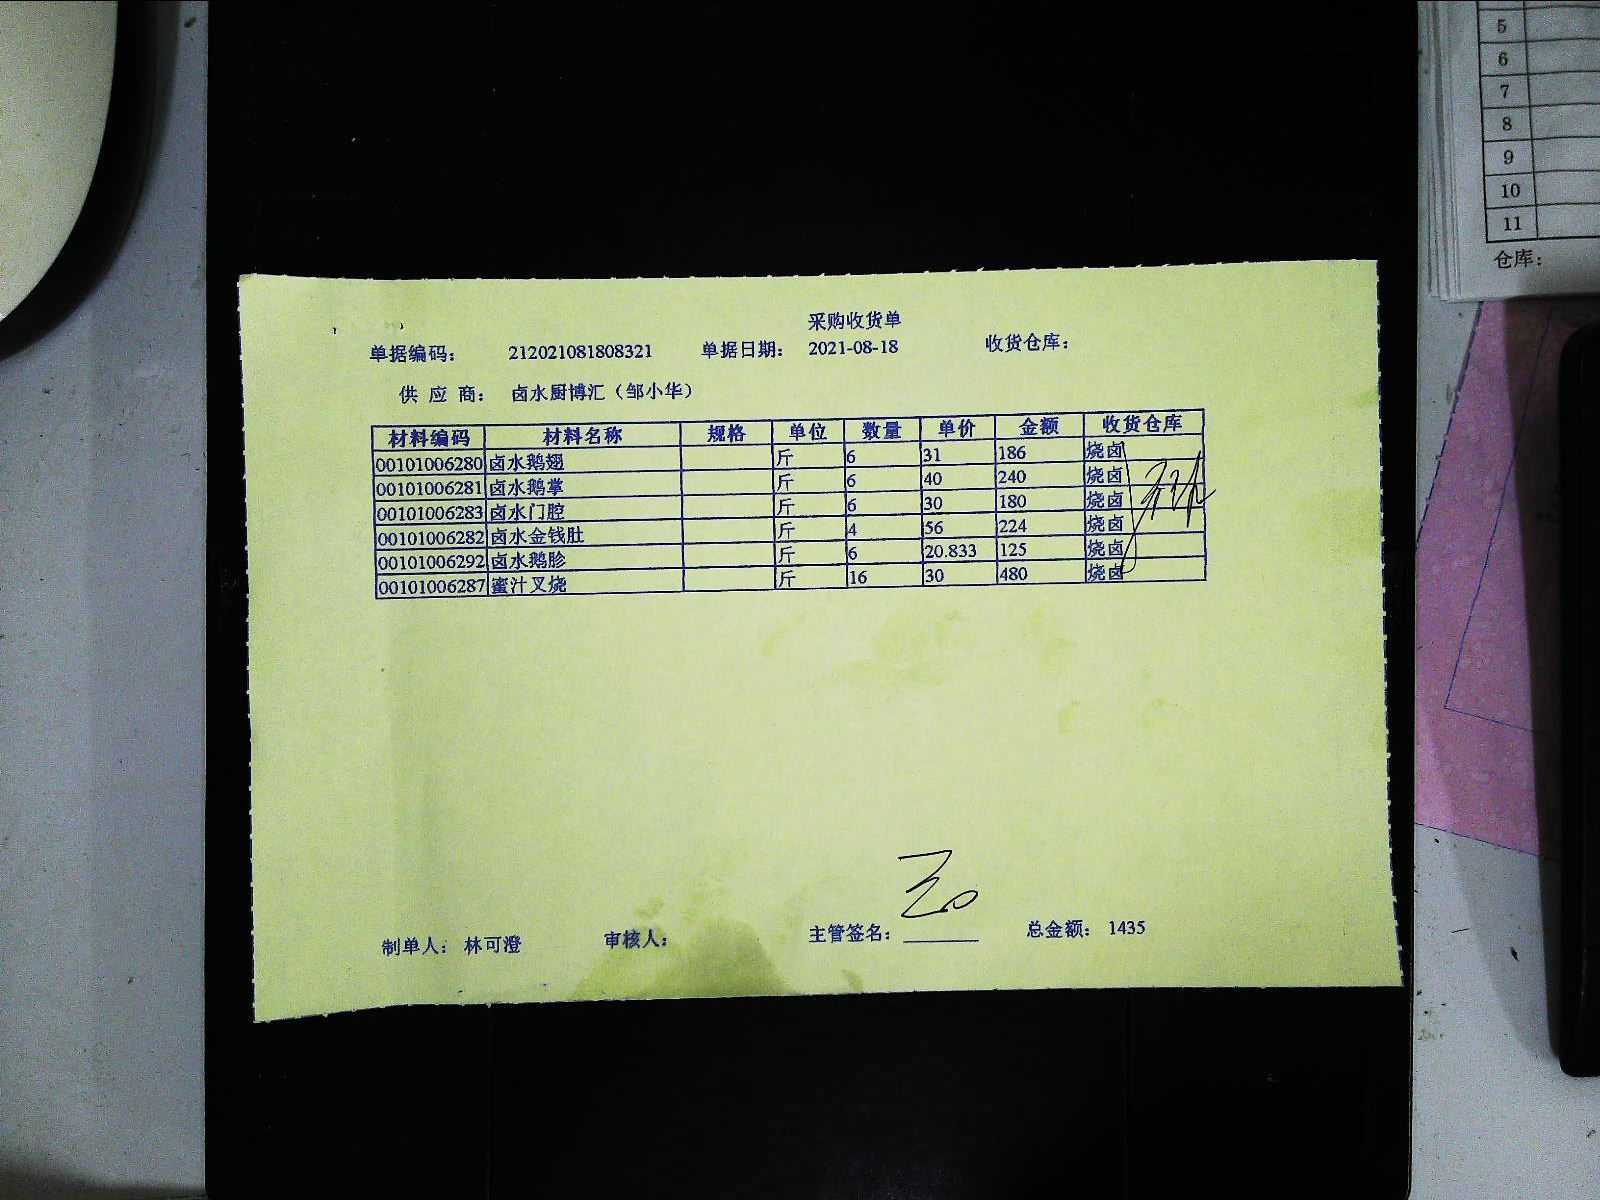 采购收货单
单据编码： 212021081808321 单据日期： 2021-08-18 收货仓库：
供 应 商： 卤水厨博汇（邹小华）
材料编码 材料名称 规格 单位 数量 单价 金额 收货仓库
00101006280 卤水鹅翅 斤 6 31 186 烧卤
00101006281 卤水鹅掌 斤 6 40 240 烧卤
00101006283 卤水门腔 斤 6 30 180 烧卤
00101006282 卤水金钱肚 斤 4 56 224 烧卤
00101006292 卤水鹅胗 斤 6 20.833 125 烧卤
00101006287 蜜汁叉烧 斤 16 30 480 烧卤
制单人： 林可澄 审核人： 主管签名： 总金额： 1435
5
6
7
8
9
10
11
仓库：